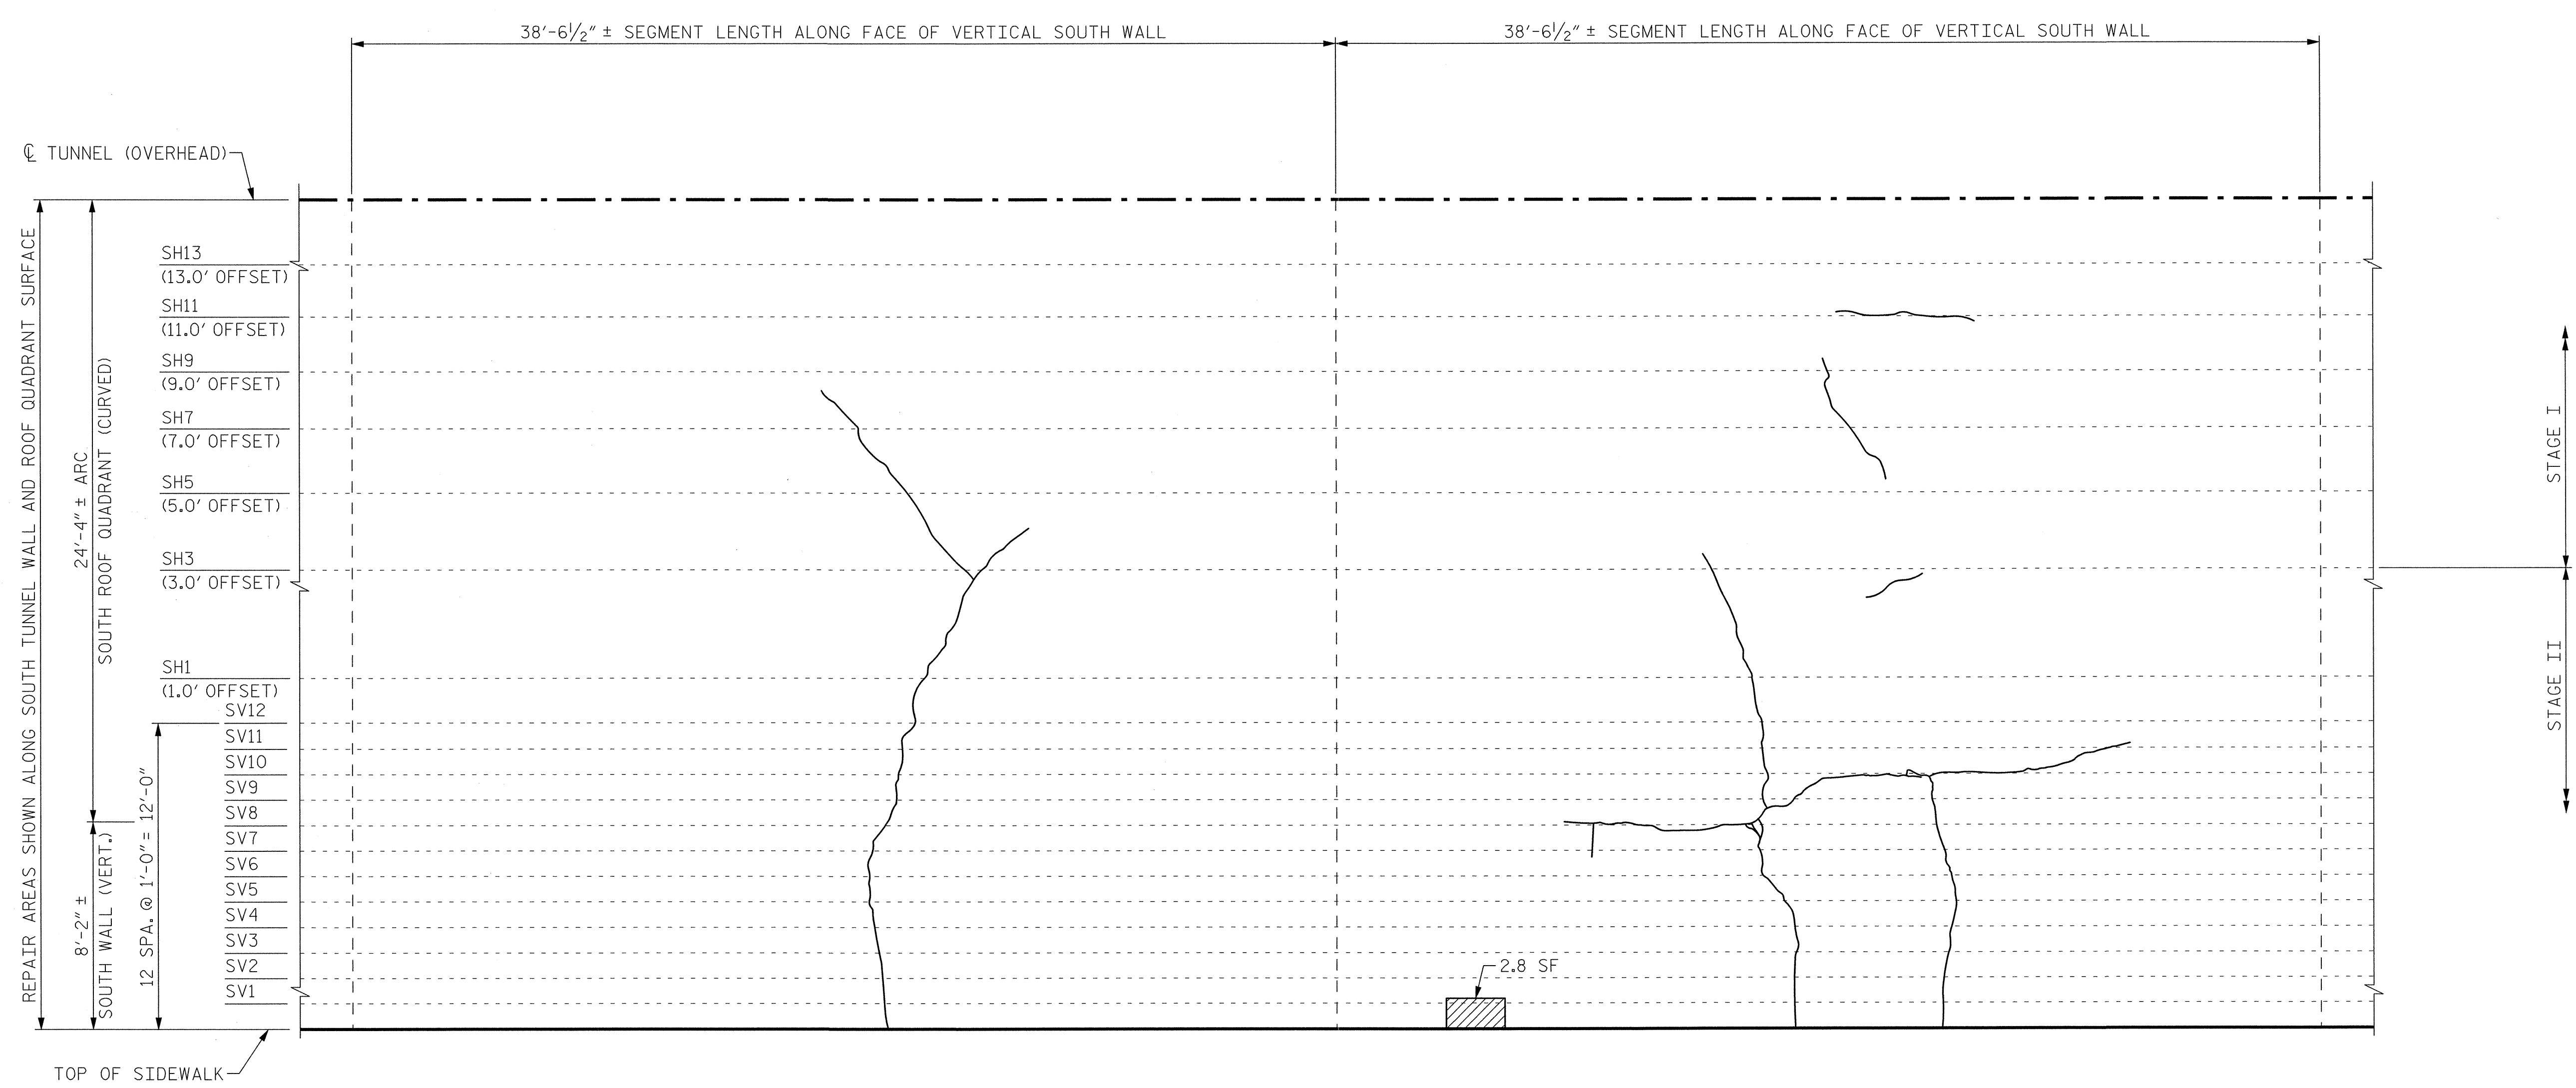 38'-6 1/2" ± SEGMENT LENGTH ALONG FACE OF VERTICAL SOUTH WALL
38'-6 1/2" ± SEGMENT LENGTH ALONG FACE OF VERTICAL SOUTH WALL
℄ TUNNEL (OVERHEAD)
REPAIR AREAS SHOWN ALONG SOUTH TUNNEL WALL AND ROOF QUADRANT SURFACE
24'-4" ± ARC
SOUTH ROOF QUADRANT (CURVED)
8'-2" ±
SOUTH WALL (VERT.)
12 SPA. @ 1'-0" = 12'-0"
SH13
(13.0' OFFSET)
SH11
(11.0' OFFSET)
SH9
(9.0' OFFSET)
SH7
(7.0' OFFSET)
SH5
(5.0' OFFSET)
SH3
(3.0' OFFSET)
SH1
(1.0' OFFSET)
SV12
SV11
SV10
SV9
SV8
SV7
SV6
SV5
SV4
SV3
SV2
SV1
2.8 SF
STAGE I
STAGE II
TOP OF SIDEWALK